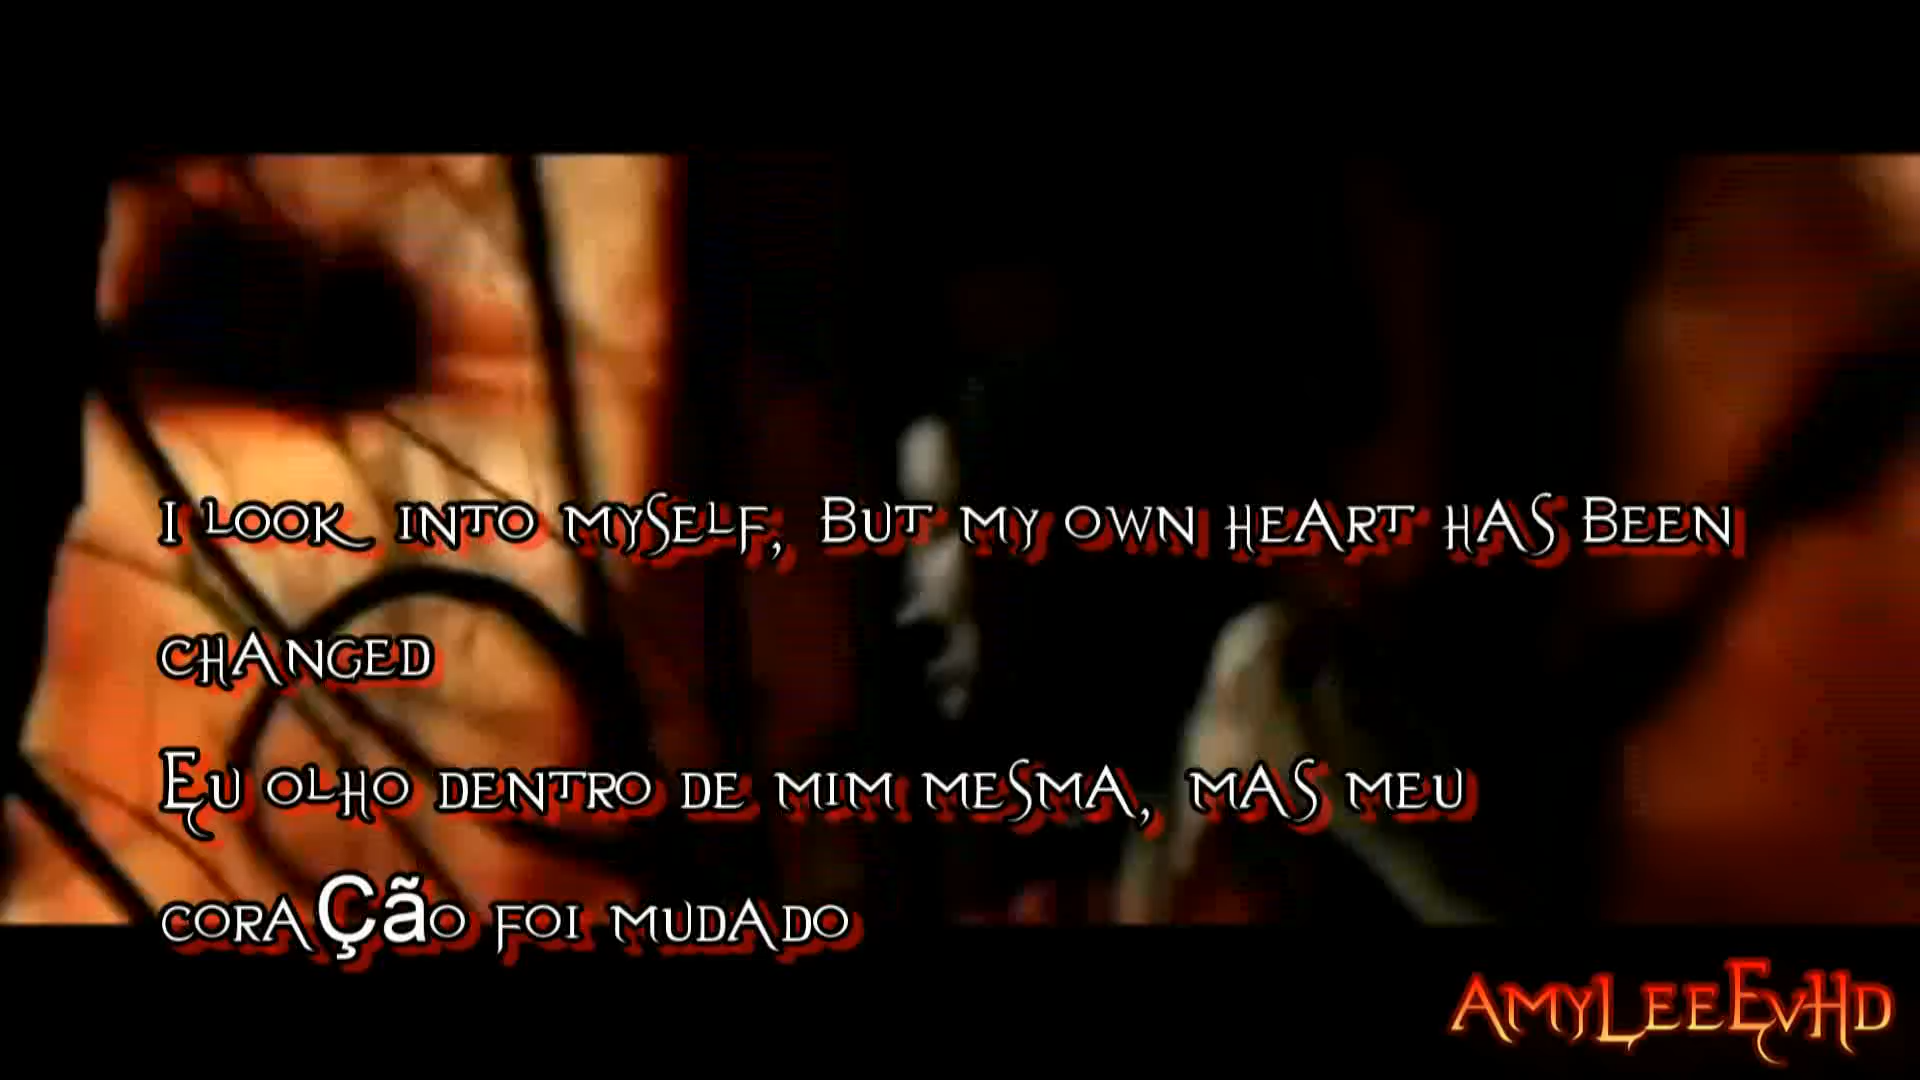 I look into myself, But my own heart has Been
changed
Eu olho dentro de mim mesma, mas meu
coraÇão foi mudado
AmyLeeEvHd